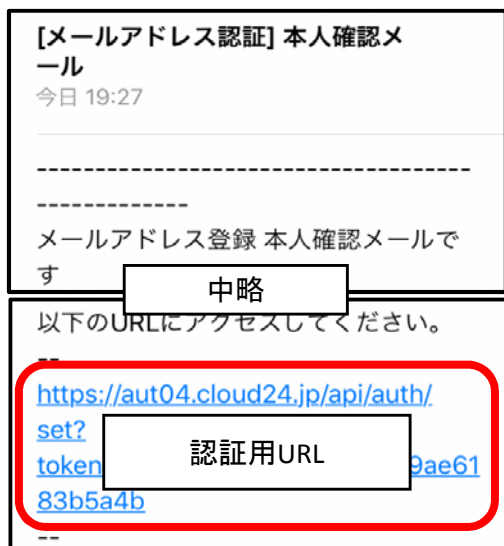 [メールアドレス認証] 本人確認メ
ール
今日 19:27
-------------------------------------
-------------
メールアドレス登録 本人確認メールで
す
中略
以下のURLにアクセスしてください。
--
https://aut04.cloud24.jp/api/auth/
set?
token 9ae61
認証用URL
83b5a4b
--